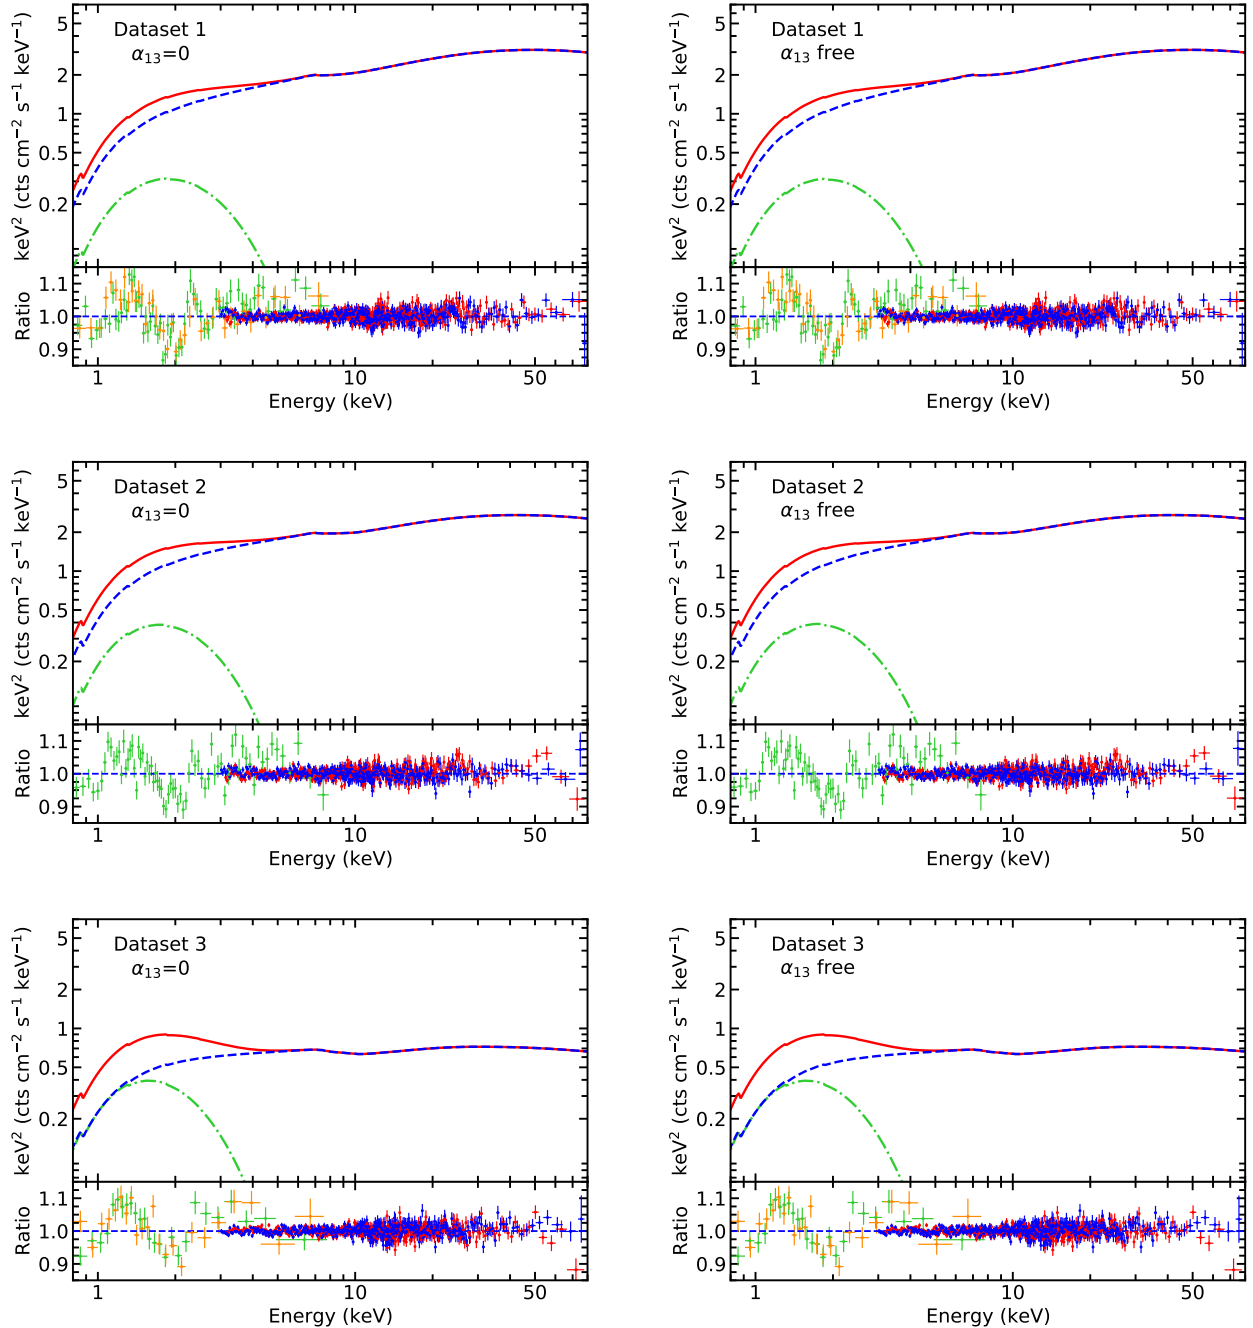 Dataset 1
α₁₃=0
keV² (cts cm⁻² s⁻¹ keV⁻¹)
5
2
1
0.5
0.2
Ratio
1.1
1.0
0.9
1 10 50
Energy (keV)
Dataset 1
α₁₃ free
keV² (cts cm⁻² s⁻¹ keV⁻¹)
5
2
1
0.5
0.2
Ratio
1.1
1.0
0.9
1 10 50
Energy (keV)
Dataset 2
α₁₃=0
keV² (cts cm⁻² s⁻¹ keV⁻¹)
5
2
1
0.5
0.2
Ratio
1.1
1.0
0.9
1 10 50
Energy (keV)
Dataset 2
α₁₃ free
keV² (cts cm⁻² s⁻¹ keV⁻¹)
5
2
1
0.5
0.2
Ratio
1.1
1.0
0.9
1 10 50
Energy (keV)
Dataset 3
α₁₃=0
keV² (cts cm⁻² s⁻¹ keV⁻¹)
5
2
1
0.5
0.2
Ratio
1.1
1.0
0.9
1 10 50
Energy (keV)
Dataset 3
α₁₃ free
keV² (cts cm⁻² s⁻¹ keV⁻¹)
5
2
1
0.5
0.2
Ratio
1.1
1.0
0.9
1 10 50
Energy (keV)